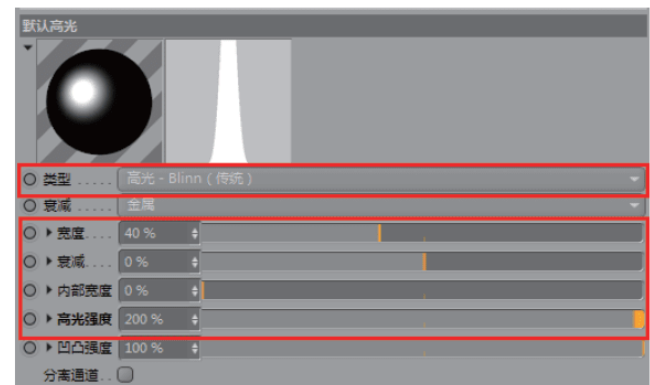 默认高光
类型 ..... 高光 - Blinn ( 传统 )
衰减 ..... 金属
宽度.... 40 %
衰减.... 0 %
内部宽度 0 %
高光强度 200 %
凹凸强度 100 %
分离通道..